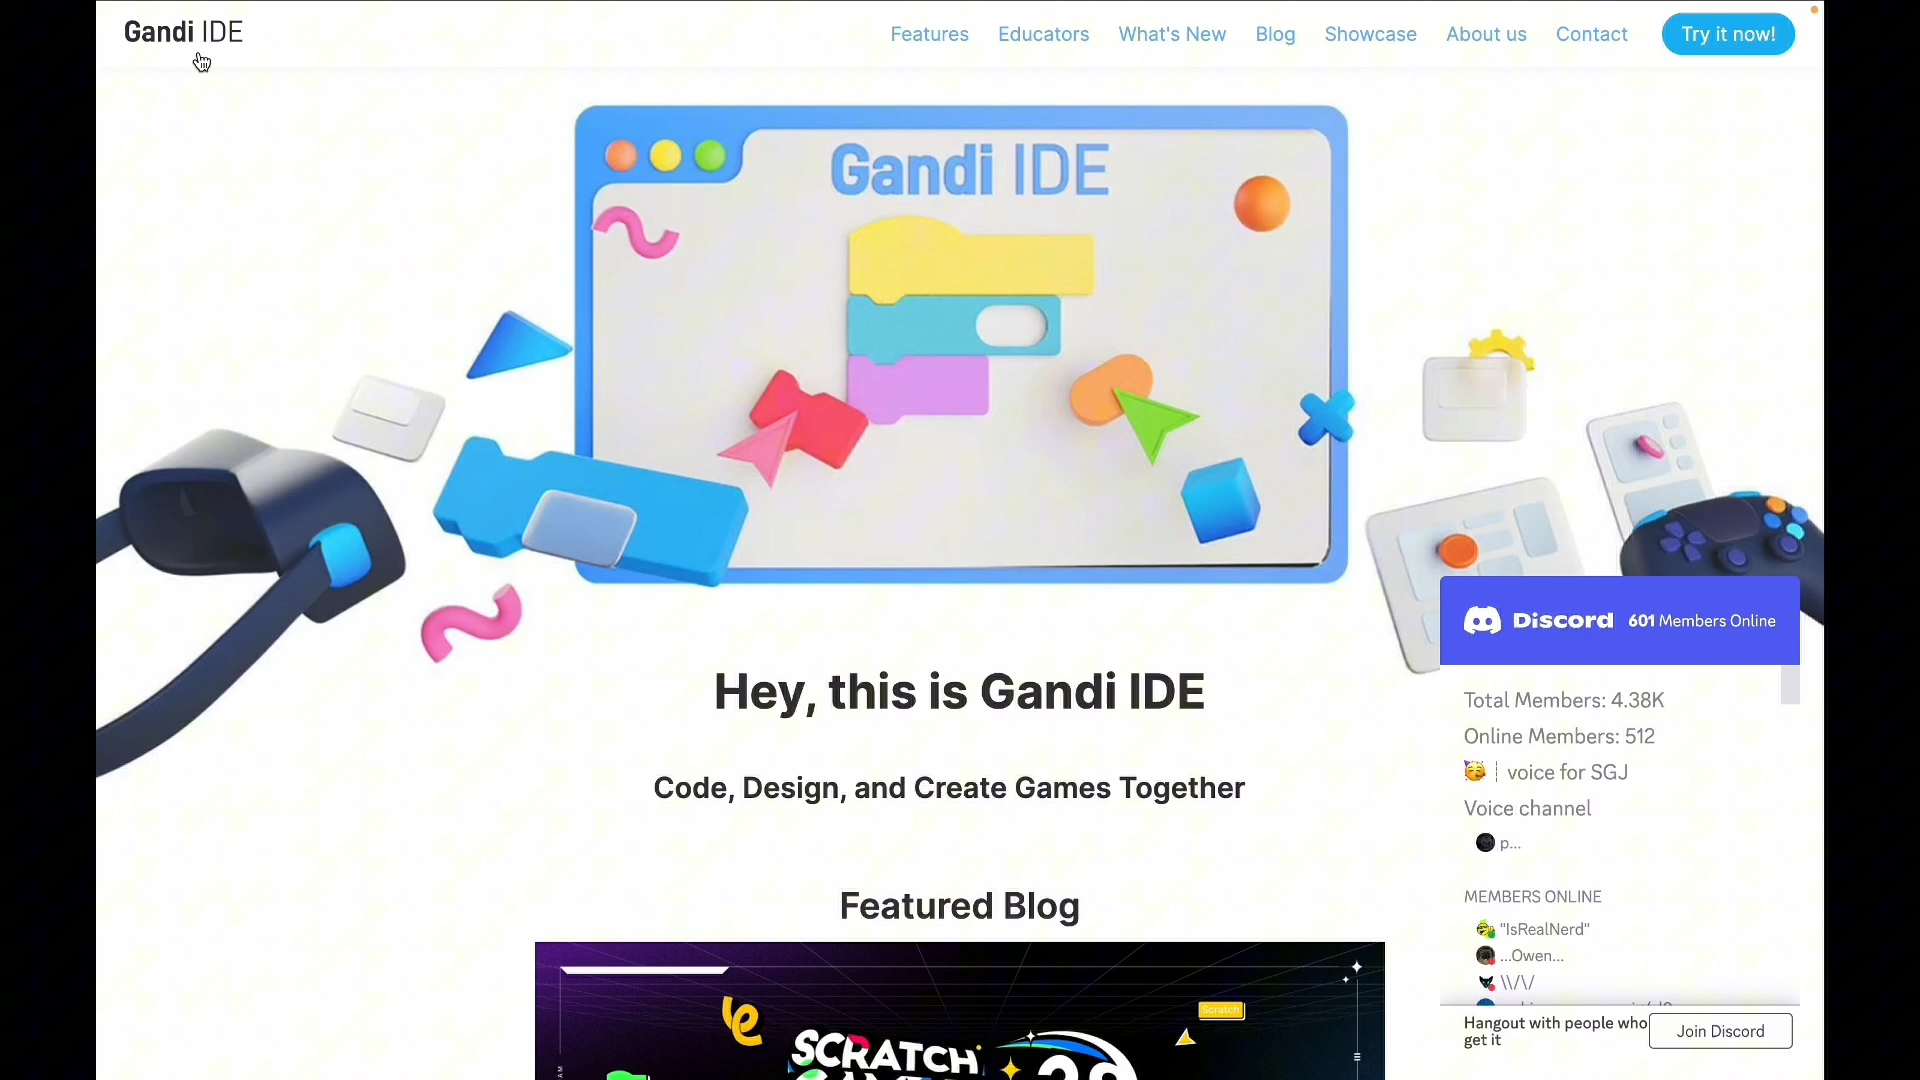 Gandi IDE
Features Educators What's New Blog Showcase About us Contact Try it now!
Gandi IDE
Discord 601 Members Online
Hey, this is Gandi IDE
Total Members: 4.38K
Online Members: 512
voice for SGJ
Voice channel
p...
Code, Design, and Create Games Together
MEMBERS ONLINE
"IsRealNerd"
...Owen...
\\/\/
Featured Blog
Scratch
SCRATCH
Hangout with people who
get it
Join Discord